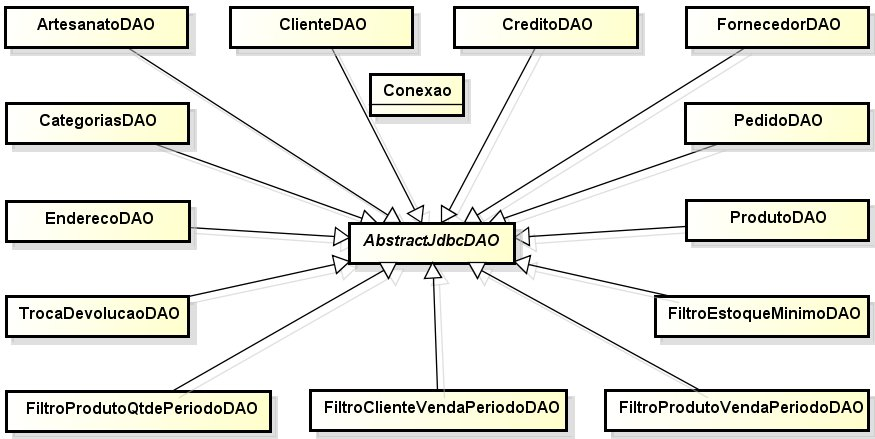 ArtesanatoDAO
ClienteDAO
CreditoDAO
FornecedorDAO
Conexao
CategoriasDAO
PedidoDAO
EnderecoDAO
ProdutoDAO
AbstractJdbcDAO
TrocaDevolucaoDAO
FiltroEstoqueMinimoDAO
FiltroProdutoQtdePeriodoDAO
FiltroClienteVendaPeriodoDAO
FiltroProdutoVendaPeriodoDAO